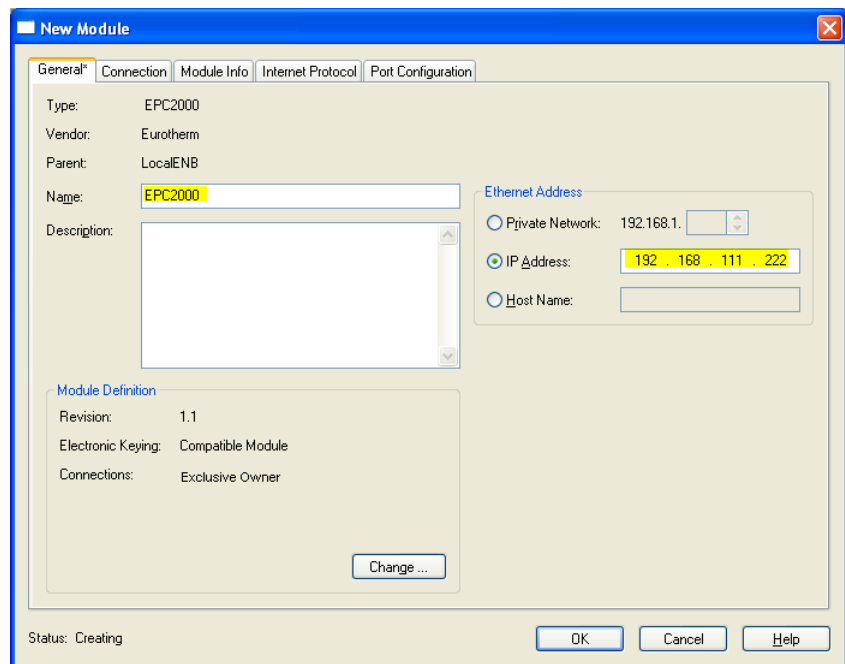 New Module
General* Connection Module Info Internet Protocol Port Configuration
Type: EPC2000
Vendor: Eurotherm
Parent: LocalENB
Name: EPC2000
Description:
Ethernet Address
Private Network: 192.168.1.
IP Address: 192 . 168 . 111 . 222
Host Name:
Module Definition
Revision: 1.1
Electronic Keying: Compatible Module
Connections: Exclusive Owner
Change ...
Status: Creating
OK Cancel Help